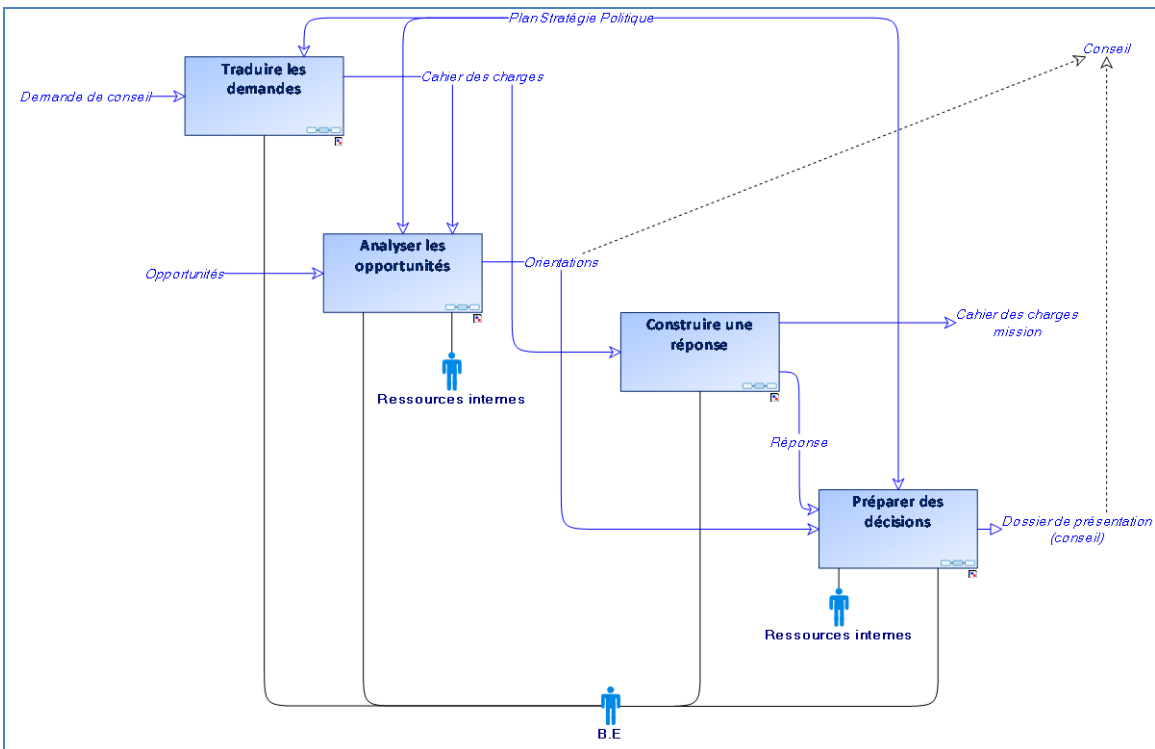 Plan Stratégie Politique
Conseil
Traduire les
demandes
Cahier des charges
Demande de conseil
Analyser les
opportunités
Orientations
Opportunités
Construire une
réponse
Cahier des charges
mission
Ressources internes
Réponse
Préparer des
décisions
Dossier de présentation
(conseil)
Ressources internes
B.E